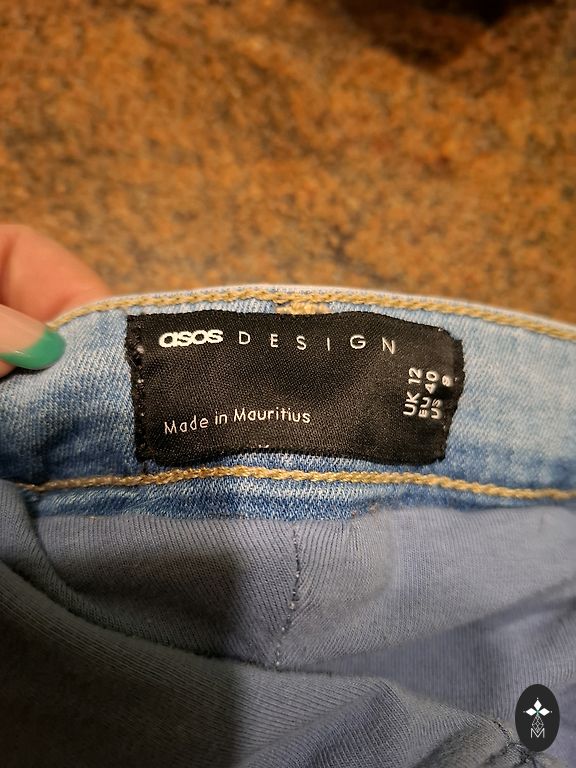 asos DESIGN
Made in Mauritius
UK 12
EU 40
US 8
M